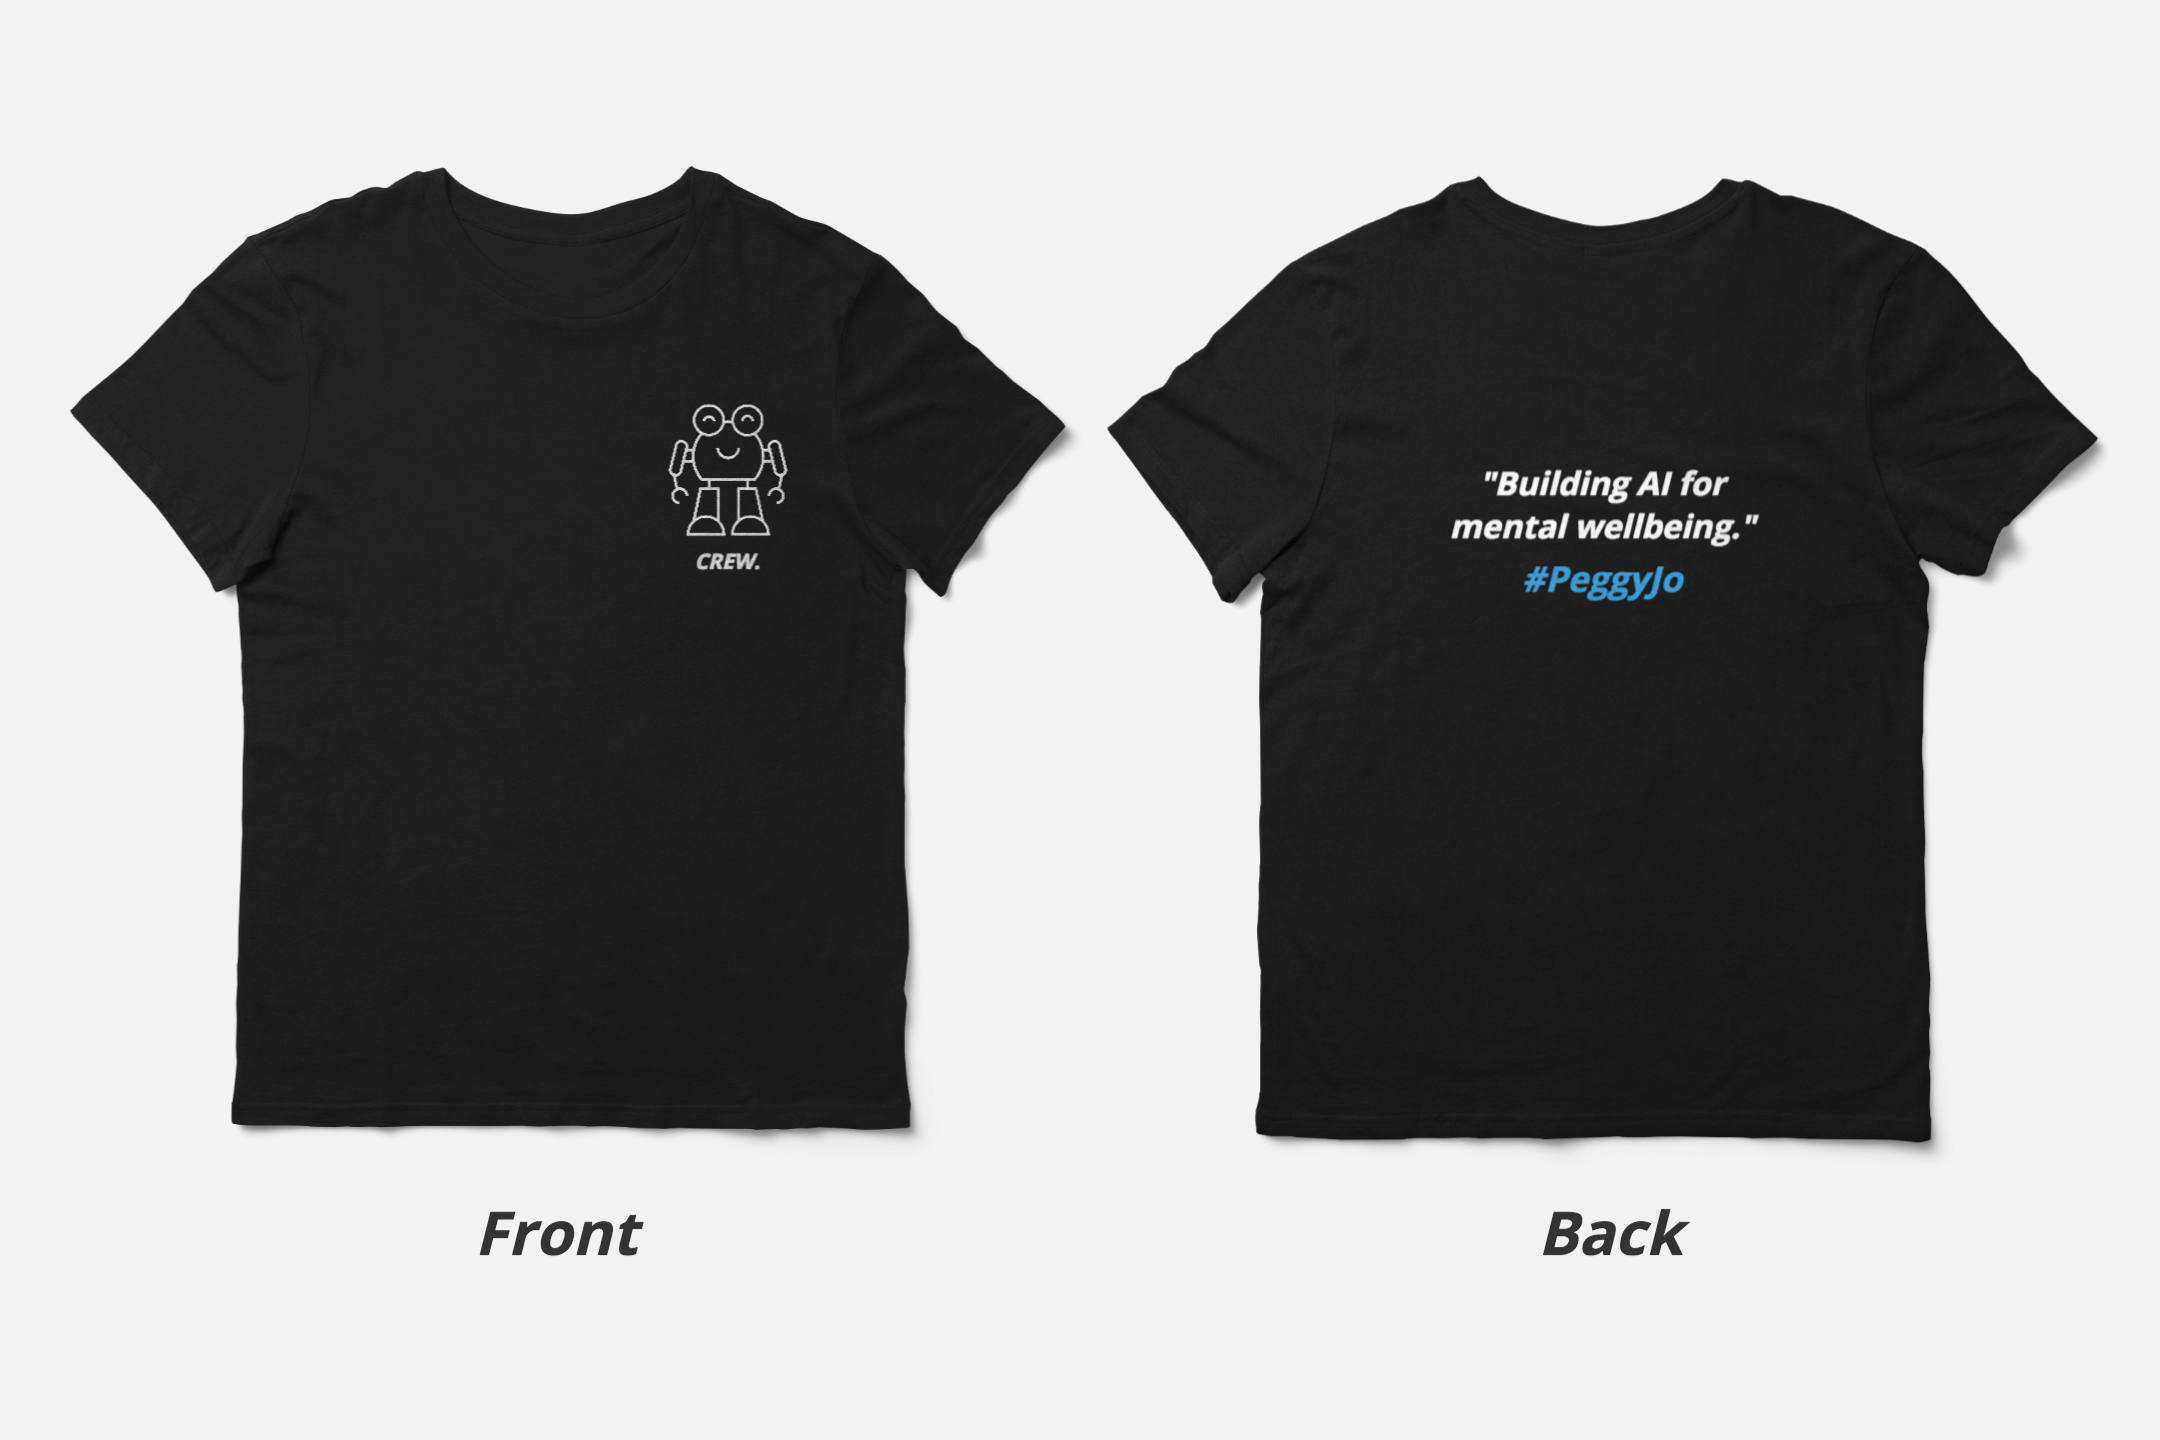 CREW.
"Building AI for
mental wellbeing."
#PeggyJo
Front
Back